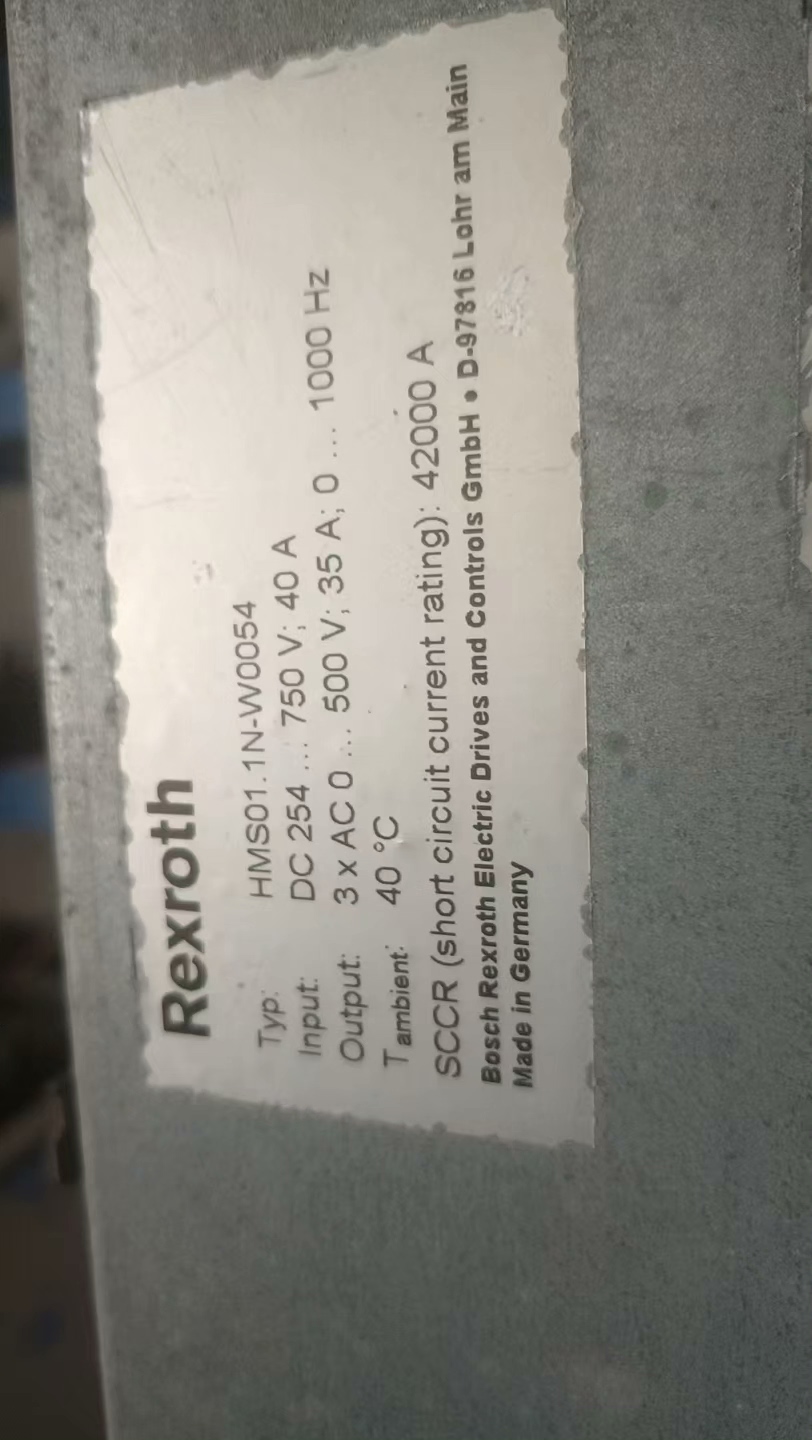 Rexroth
Typ: HMS01.1N-W0054
Input: DC 254 ... 750 V; 40 A
Output: 3 x AC 0 ... 500 V; 35 A; 0 ... 1000 Hz
Tambient: 40 °C
SCCR (short circuit current rating): 42000 A
Bosch Rexroth Electric Drives and Controls GmbH • D-97816 Lohr am Main
Made in Germany